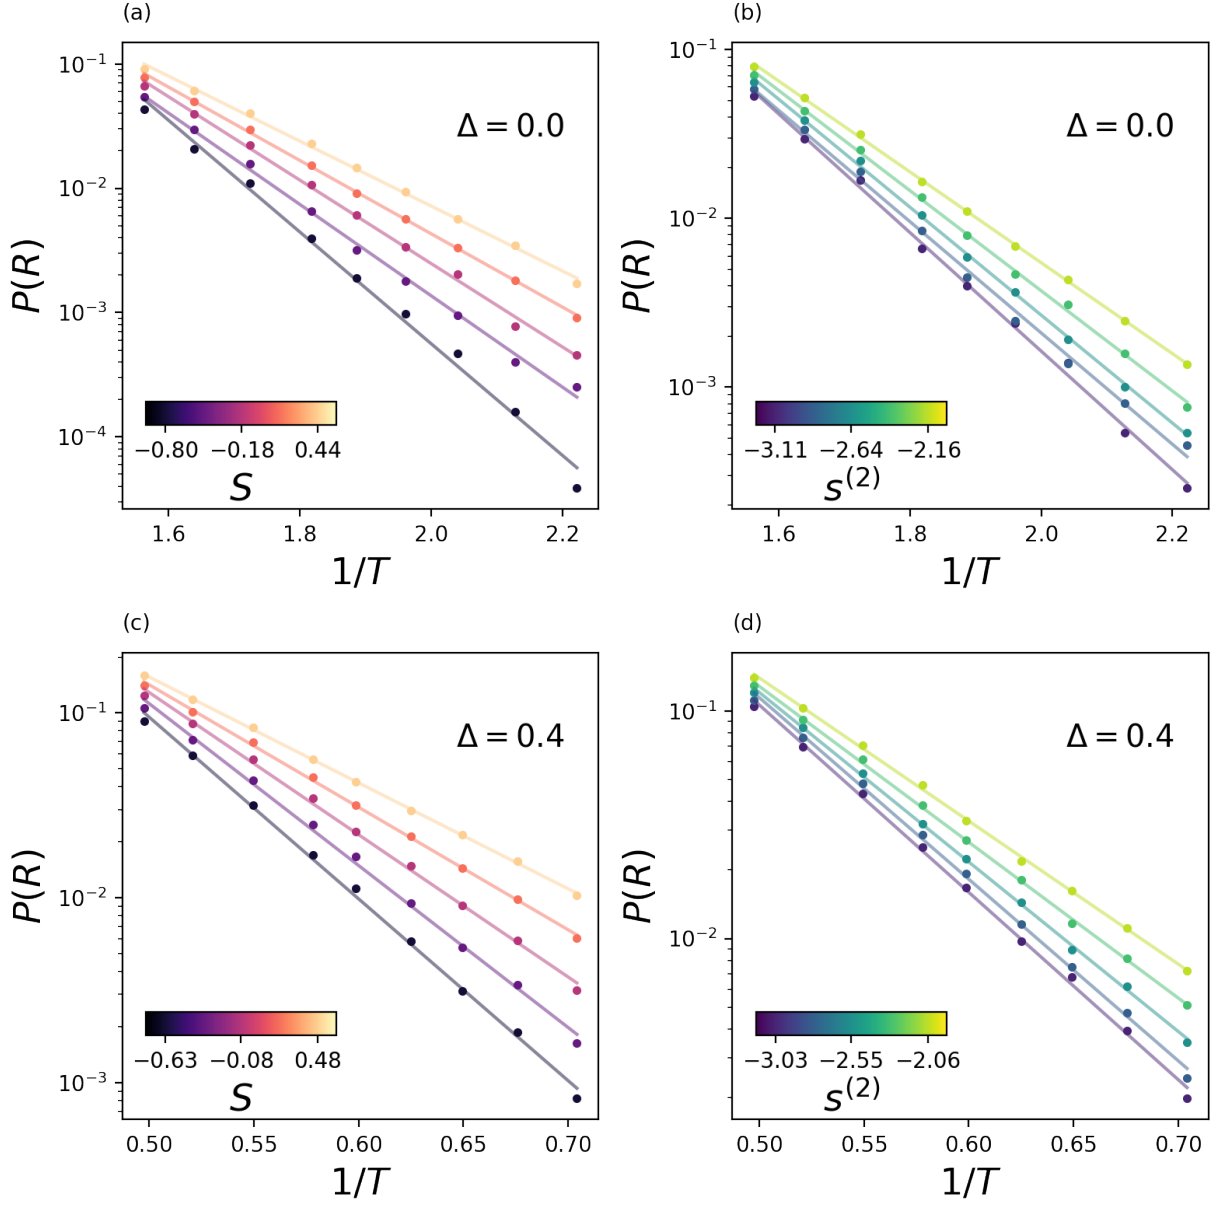 (a)
P(R)
10⁻¹
10⁻²
10⁻³
10⁻⁴
Δ = 0.0
−0.80 −0.18 0.44
S
1.6 1.8 2.0 2.2
1/T
(b)
P(R)
10⁻¹
10⁻²
10⁻³
Δ = 0.0
−3.11 −2.64 −2.16
s⁽²⁾
1.6 1.8 2.0 2.2
1/T
(c)
P(R)
10⁻¹
10⁻²
10⁻³
Δ = 0.4
−0.63 −0.08 0.48
S
0.50 0.55 0.60 0.65 0.70
1/T
(d)
P(R)
10⁻¹
10⁻²
Δ = 0.4
−3.03 −2.55 −2.06
s⁽²⁾
0.50 0.55 0.60 0.65 0.70
1/T